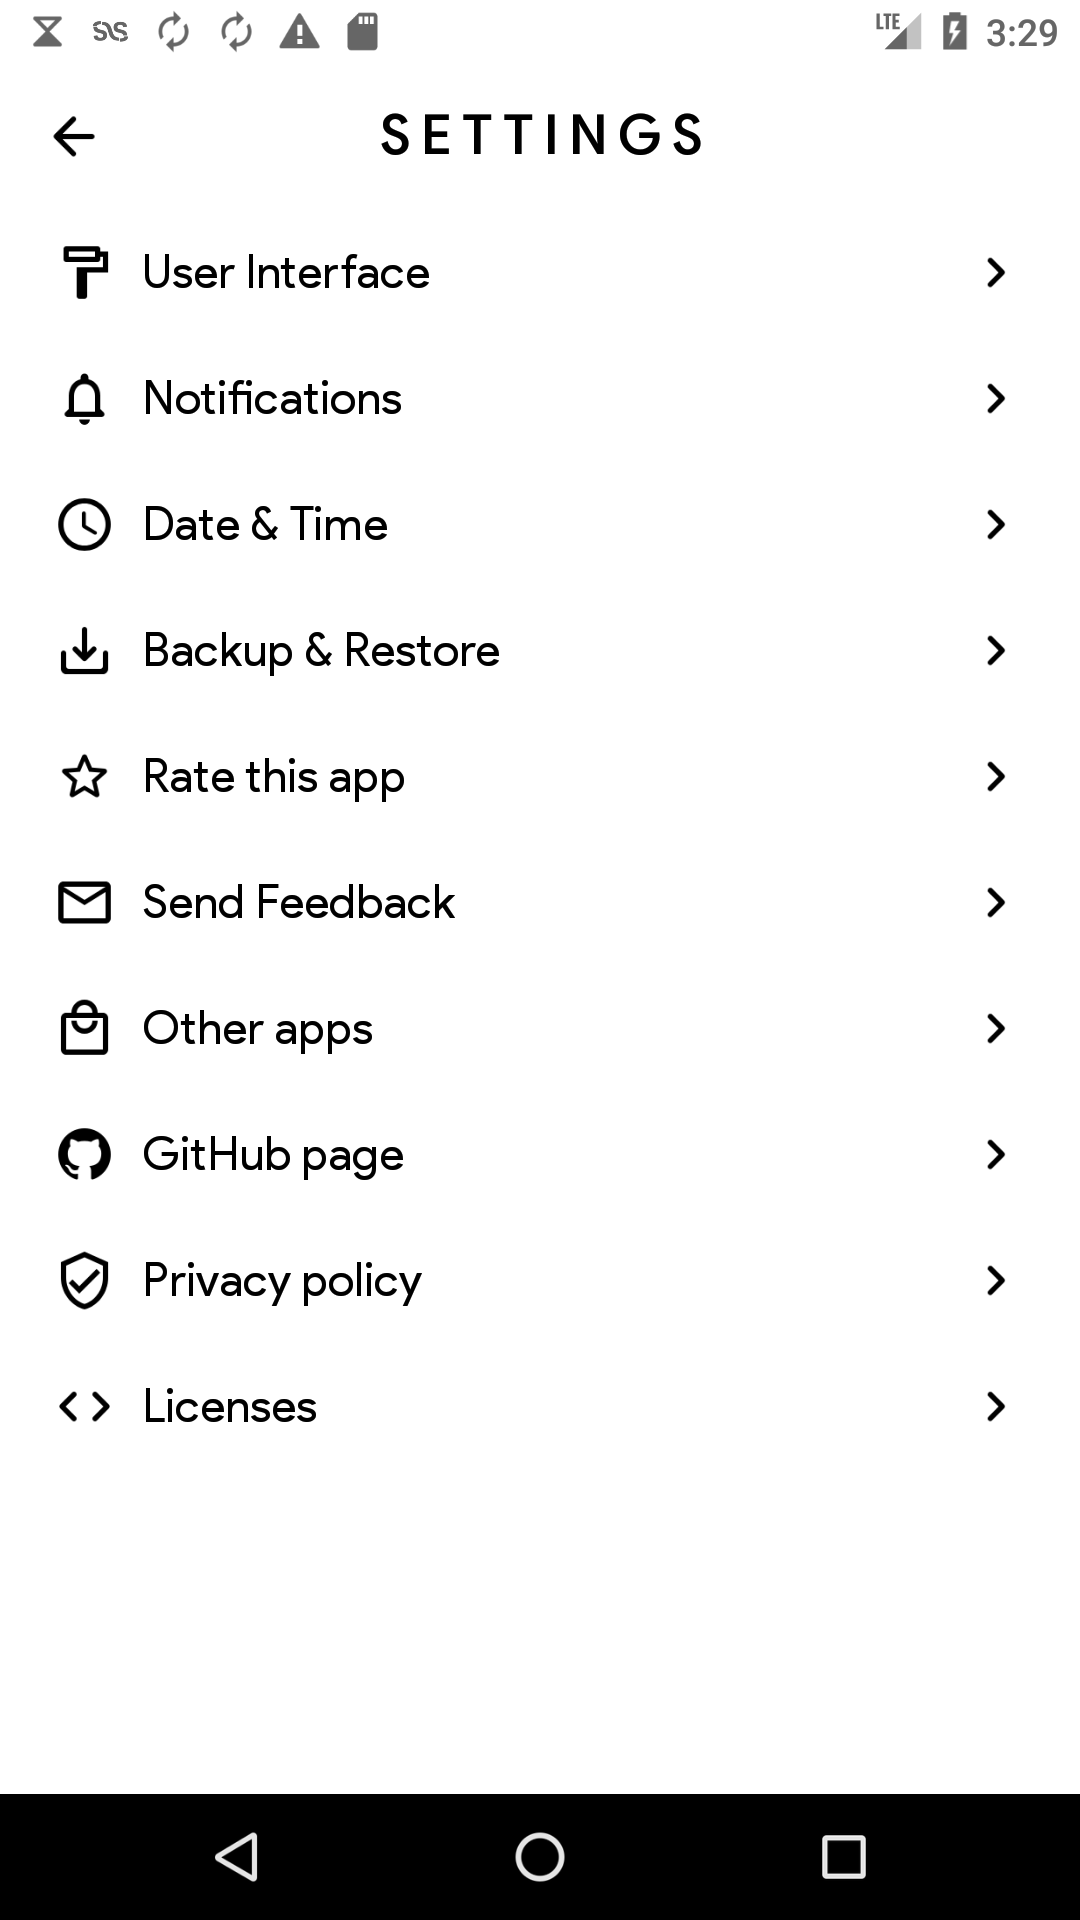 LTE 3:29
SETTINGS
User Interface
Notifications
Date & Time
Backup & Restore
Rate this app
Send Feedback
Other apps
GitHub page
Privacy policy
Licenses